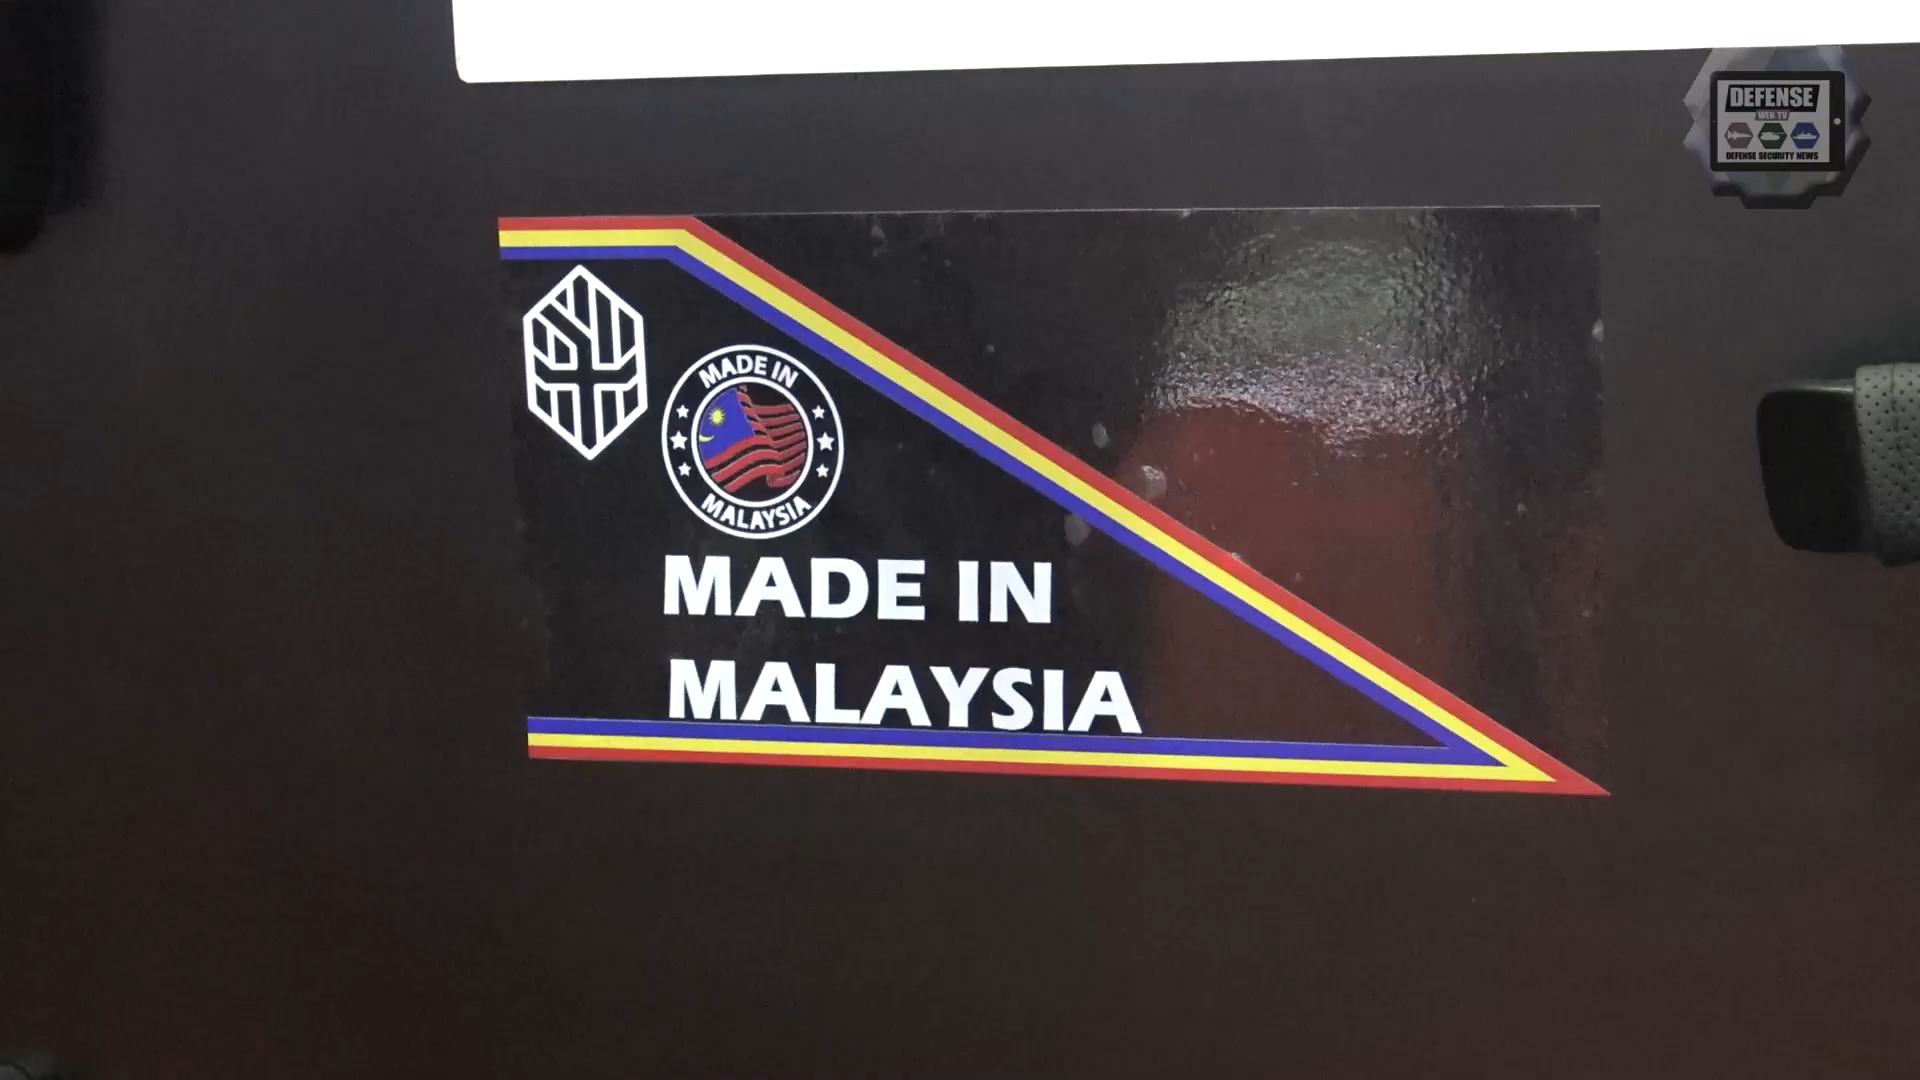 DEFENSE
WEB TV
DEFENSE SECURITY NEWS
MADE IN
MALAYSIA
MADE IN
MALAYSIA